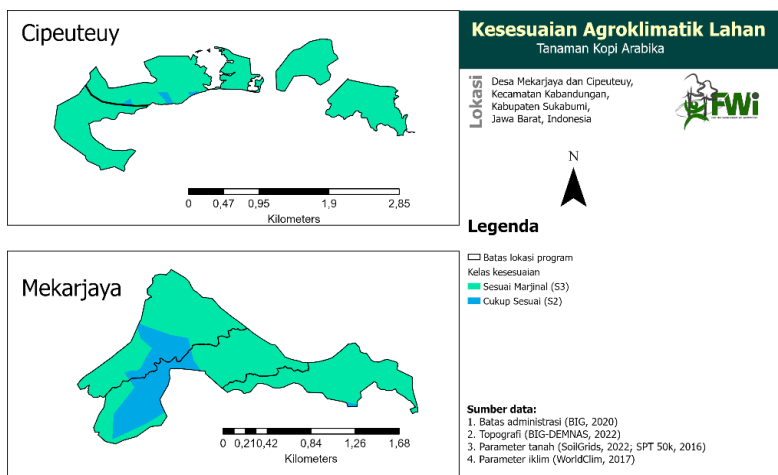 Cipeuteuy
0 0,47 0,95 1,9 2,85
Kilometers
Mekarjaya
0 0,210,42 0,84 1,26 1,68
Kilometers
Kesesuaian Agroklimatik Lahan
Tanaman Kopi Arabika
Lokasi
Desa Mekarjaya dan Cipeuteuy,
Kecamatan Kabandungan,
Kabupaten Sukabumi,
Jawa Barat, Indonesia
FWi
N
Legenda
Batas lokasi program
Kelas kesesuaian
Sesuai Marjinal (S3)
Cukup Sesuai (S2)
Sumber data:
1. Batas administrasi (BIG, 2020)
2. Topografi (BIG-DEMNAS, 2022)
3. Parameter tanah (SoilGrids, 2022; SPT 50k, 2016)
4. Parameter iklim (WorldClim, 2017)